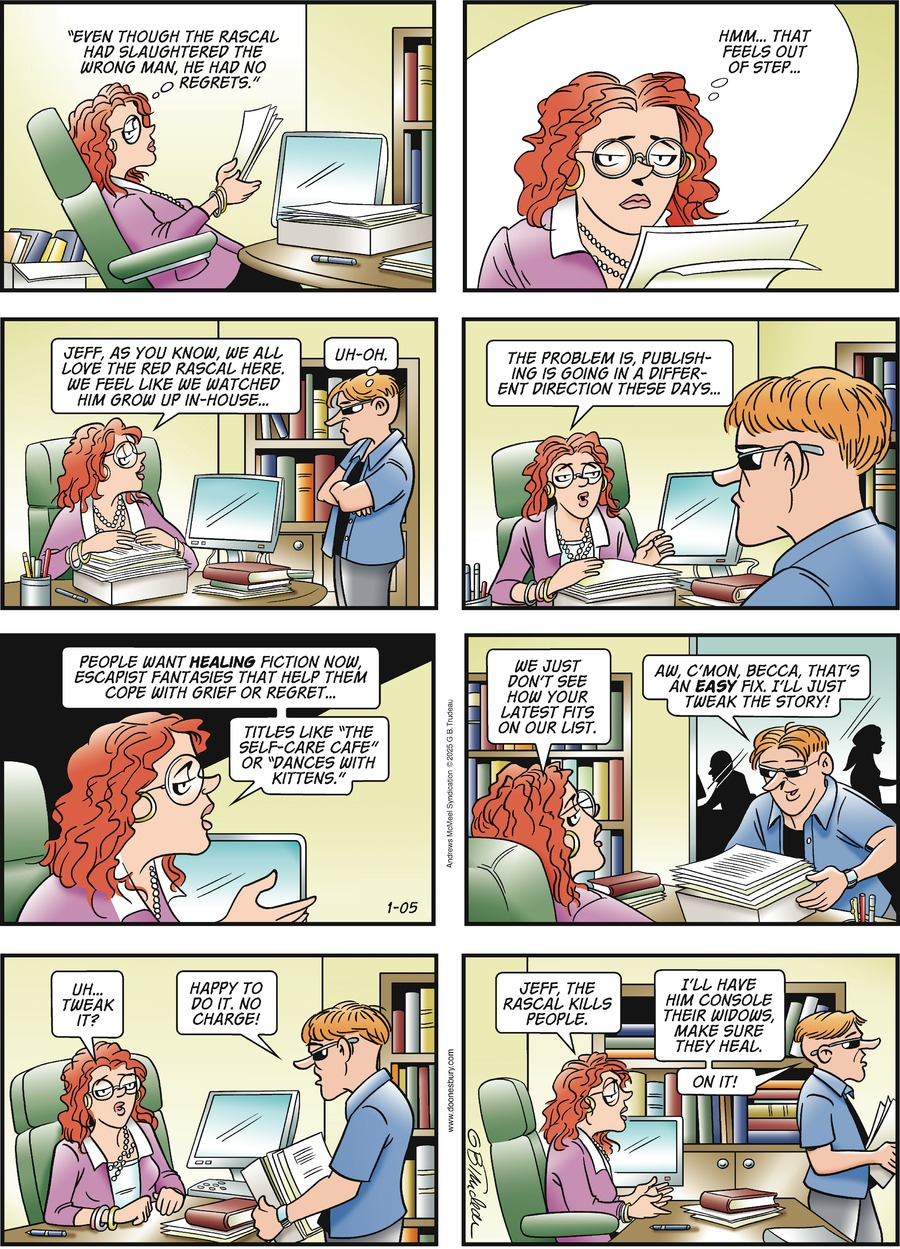 "EVEN THOUGH THE RASCAL
HAD SLAUGHTERED THE
WRONG MAN, HE HAD NO
REGRETS."
HMM... THAT
FEELS OUT
OF STEP...
JEFF, AS YOU KNOW, WE ALL
LOVE THE RED RASCAL HERE.
WE FEEL LIKE WE WATCHED
HIM GROW UP IN-HOUSE...
UH-OH.
THE PROBLEM IS, PUBLISH-
ING IS GOING IN A DIFFER-
ENT DIRECTION THESE DAYS...
PEOPLE WANT HEALING FICTION NOW,
ESCAPIST FANTASIES THAT HELP THEM
COPE WITH GRIEF OR REGRET...
TITLES LIKE "THE
SELF-CARE CAFE"
OR "DANCES WITH
KITTENS."
1-05
Andrews McMeel Syndication ©2025 G.B. Trudeau
WE JUST
DON'T SEE
HOW YOUR
LATEST FITS
ON OUR LIST.
AW, C'MON, BECCA, THAT'S
AN EASY FIX. I'LL JUST
TWEAK THE STORY!
UH...
TWEAK
IT?
HAPPY TO
DO IT. NO
CHARGE!
www.doonesbury.com
JEFF, THE
RASCAL KILLS
PEOPLE.
I'LL HAVE
HIM CONSOLE
THEIR WIDOWS,
MAKE SURE
THEY HEAL.
ON IT!
GBTrudeau